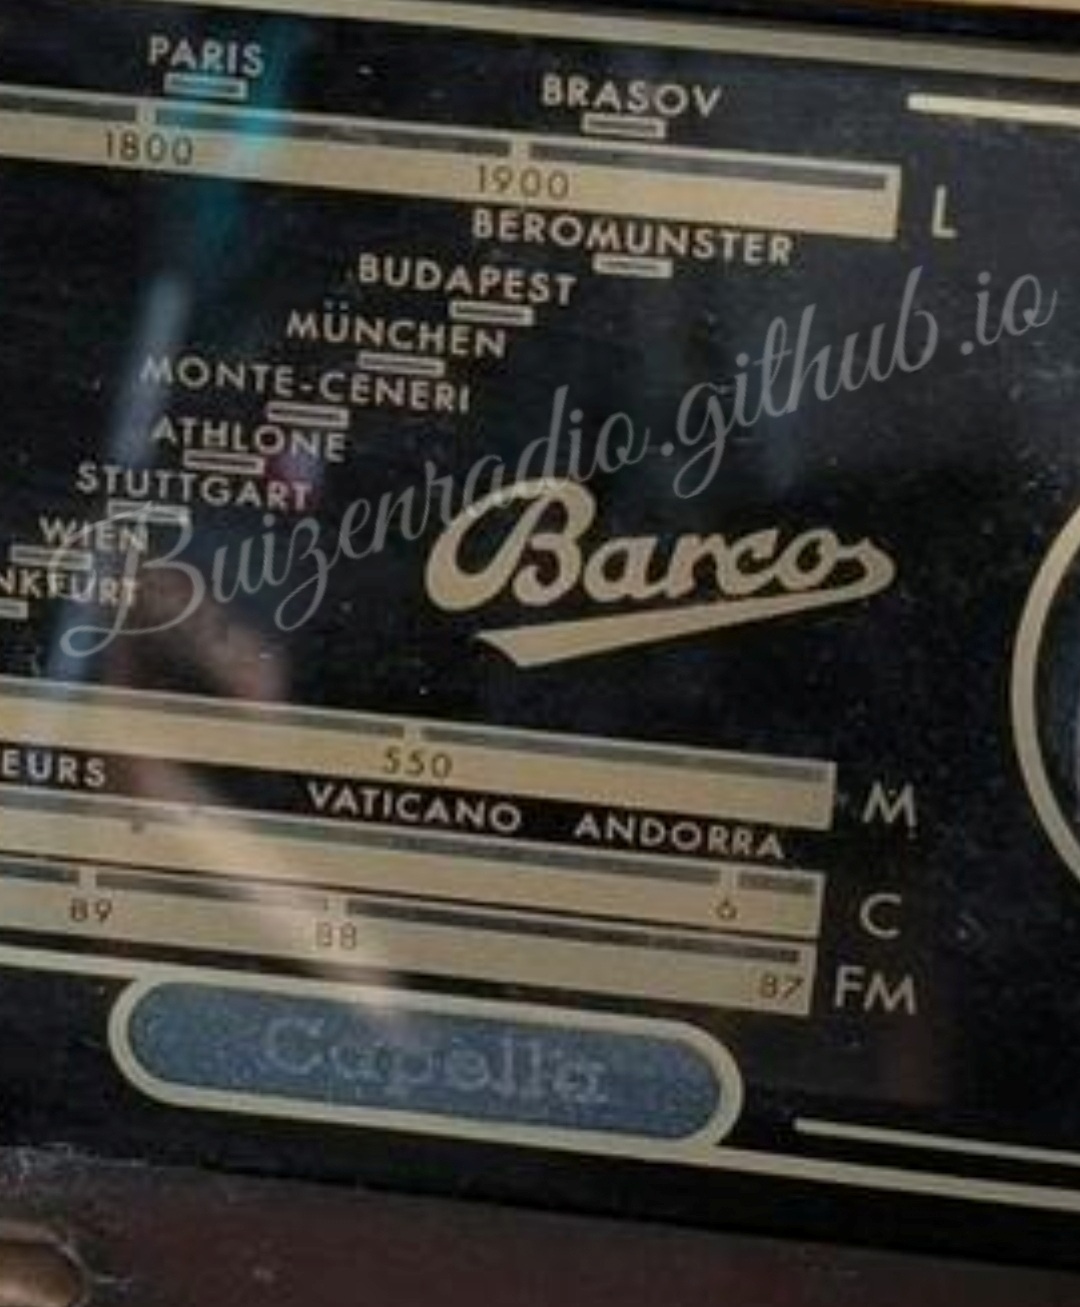 PARIS
BRASOV
1800
1900
L
BEROMUNSTER
BUDAPEST
MÜNCHEN
MONTE-CENERI
ATHLONE
STUTTGART
WIEN
NKFURT
Buizenradio.github.io
Barco
550
M
EURS
VATICANO ANDORRA
6
C
89
88
87
FM
Capella